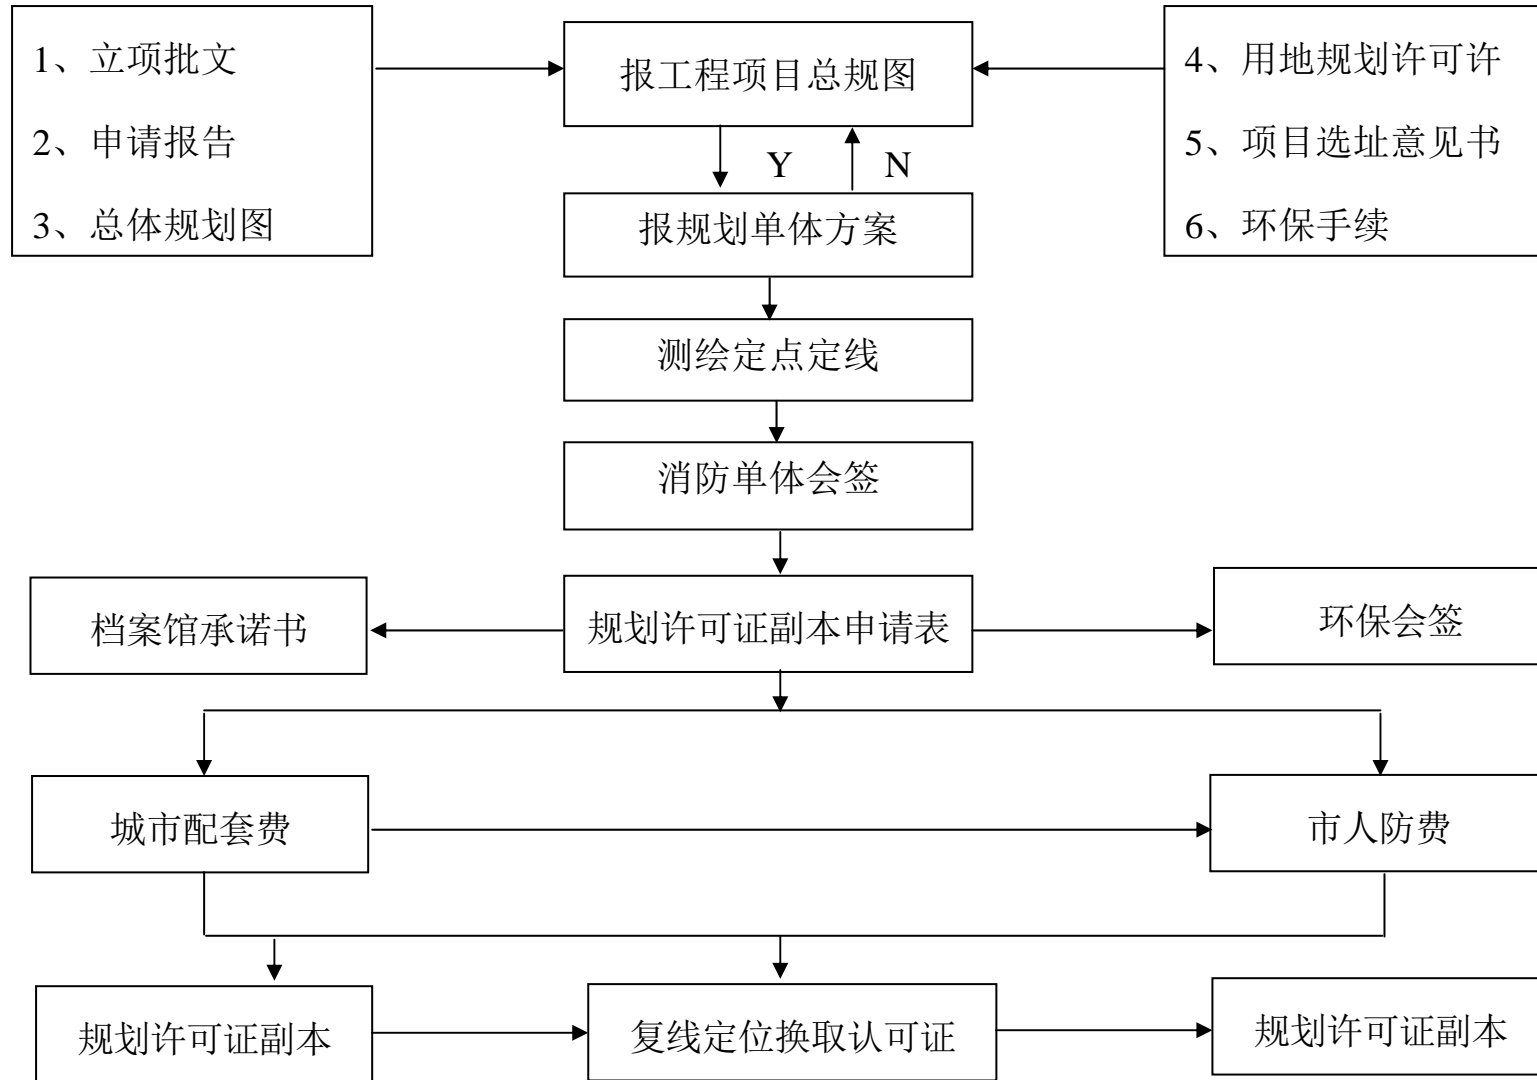 1、立项批文
2、申请报告
3、总体规划图
报工程项目总规图
4、用地规划许可许
5、项目选址意见书
6、环保手续
Y
N
报规划单体方案
测绘定点定线
消防单体会签
档案馆承诺书
规划许可证副本申请表
环保会签
城市配套费
市人防费
规划许可证副本
复线定位换取认可证
规划许可证副本